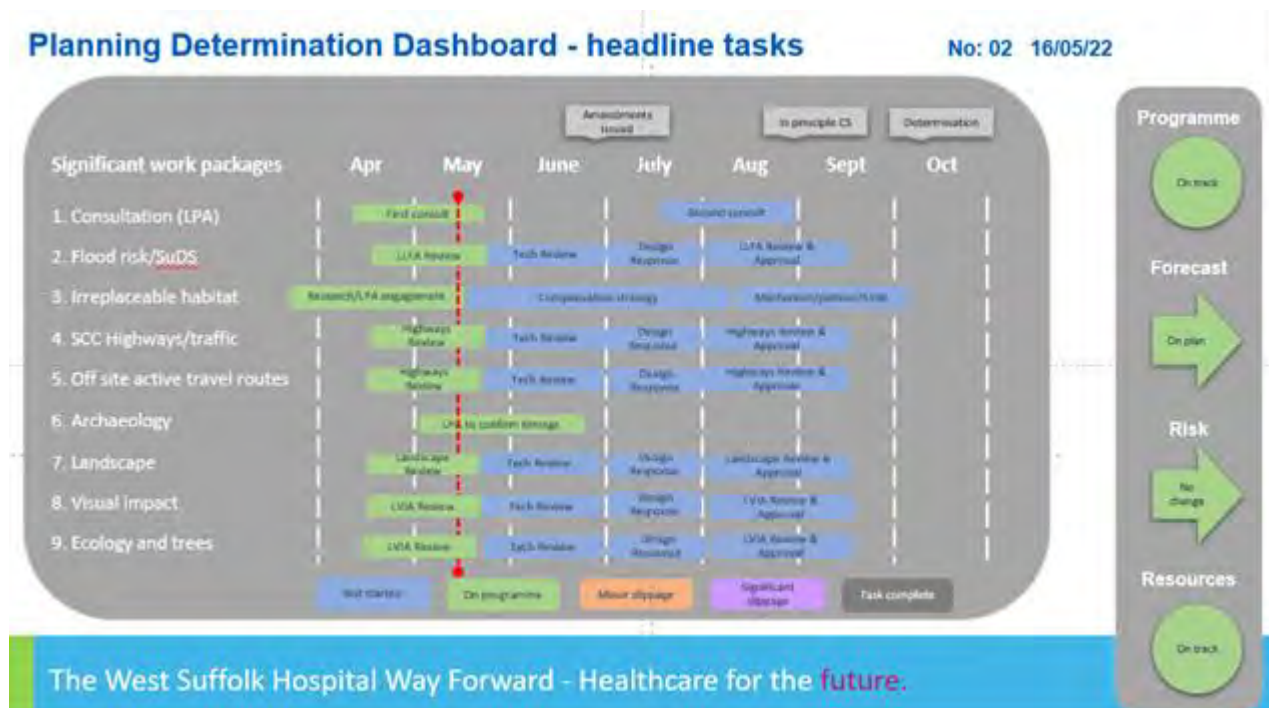 Planning Determination Dashboard - headline tasks
No: 02 16/05/22
Amendments
issued
In principle CS
Determination
Significant work packages
Apr May June July Aug Sept Oct
1. Consultation (LPA)
First consult
Second consult
2. Flood risk/SuDS
LLFA Review
Tech Review
Design
Response
LLFA Review &
Approval
3. Irreplaceable habitat
Research/LPA engagement
Compensation strategy
4. SCC Highways/traffic
Highways
Review
Tech Review
Design
Response
Highways Review &
Approval
5. Off site active travel routes
Highways
Review
Tech Review
Design
Response
Highways Review &
Approval
6. Archaeology
to confirm
7. Landscape
Landscape
Review
Tech Review
Design
Response
Landscape Review &
Approval
8. Visual impact
LVIA Review
Tech Review
Design
Response
LVIA Review &
Approval
9. Ecology and trees
LVIA Review
Tech Review
Design
Response
LVIA Review &
Approval
Not started
On programme
Minor slippage
Significant
slippage
Task complete
Programme
On track
Forecast
On plan
Risk
No
change
Resources
On track
The West Suffolk Hospital Way Forward - Healthcare for the future.